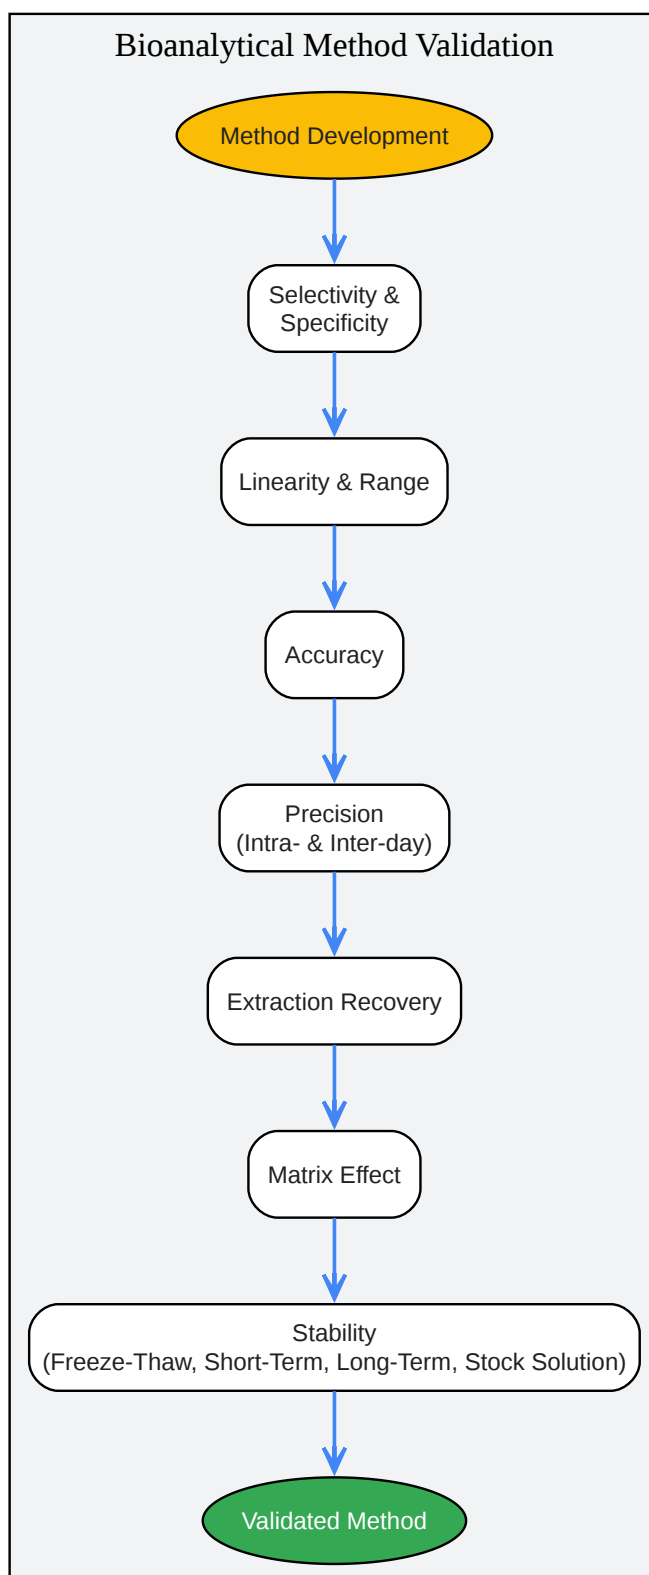 Bioanalytical Method Validation
Method Development
Selectivity &
Specificity
Linearity & Range
Accuracy
Precision
(Intra- & Inter-day)
Extraction Recovery
Matrix Effect
Stability
(Freeze-Thaw, Short-Term, Long-Term, Stock Solution)
Validated Method